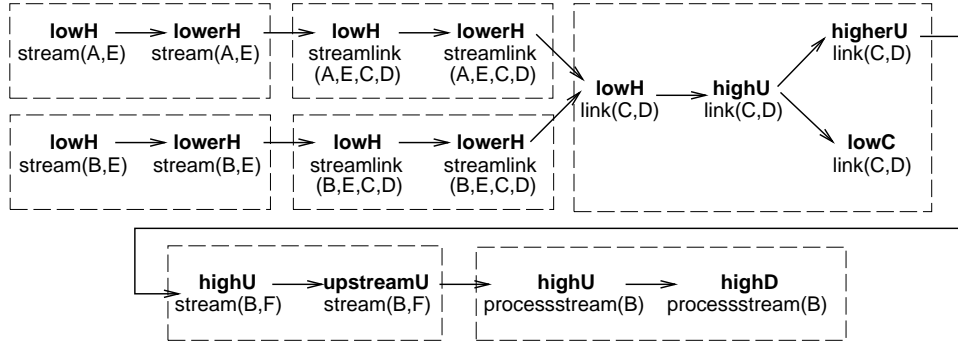 lowH lowerH lowH lowerH higherU
stream(A,E) stream(A,E) streamlink streamlink link(C,D)
(A,E,C,D) (A,E,C,D)
lowH highU
link(C,D) link(C,D)
lowH lowerH lowH lowerH lowC
stream(B,E) stream(B,E) streamlink streamlink link(C,D)
(B,E,C,D) (B,E,C,D)
highU upstreamU highU highD
stream(B,F) stream(B,F) processstream(B) processstream(B)